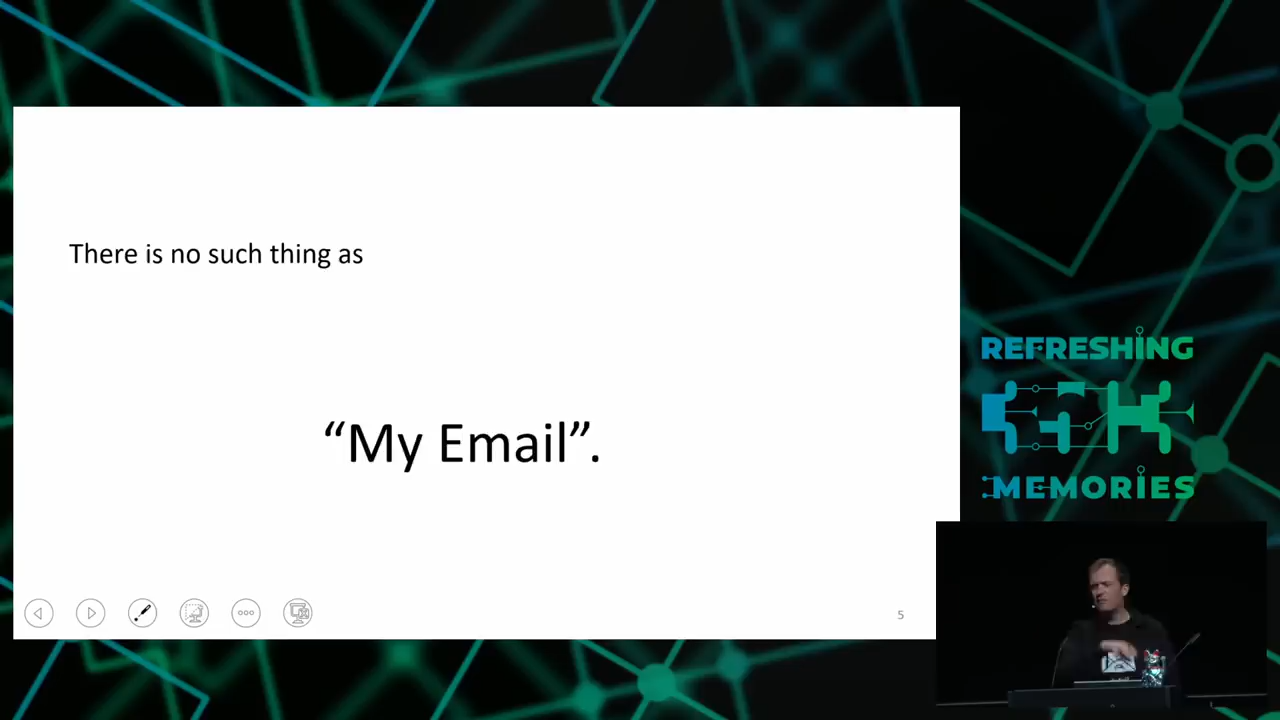 There is no such thing as
“My Email”.
5
REFRESHING
MEMORIES